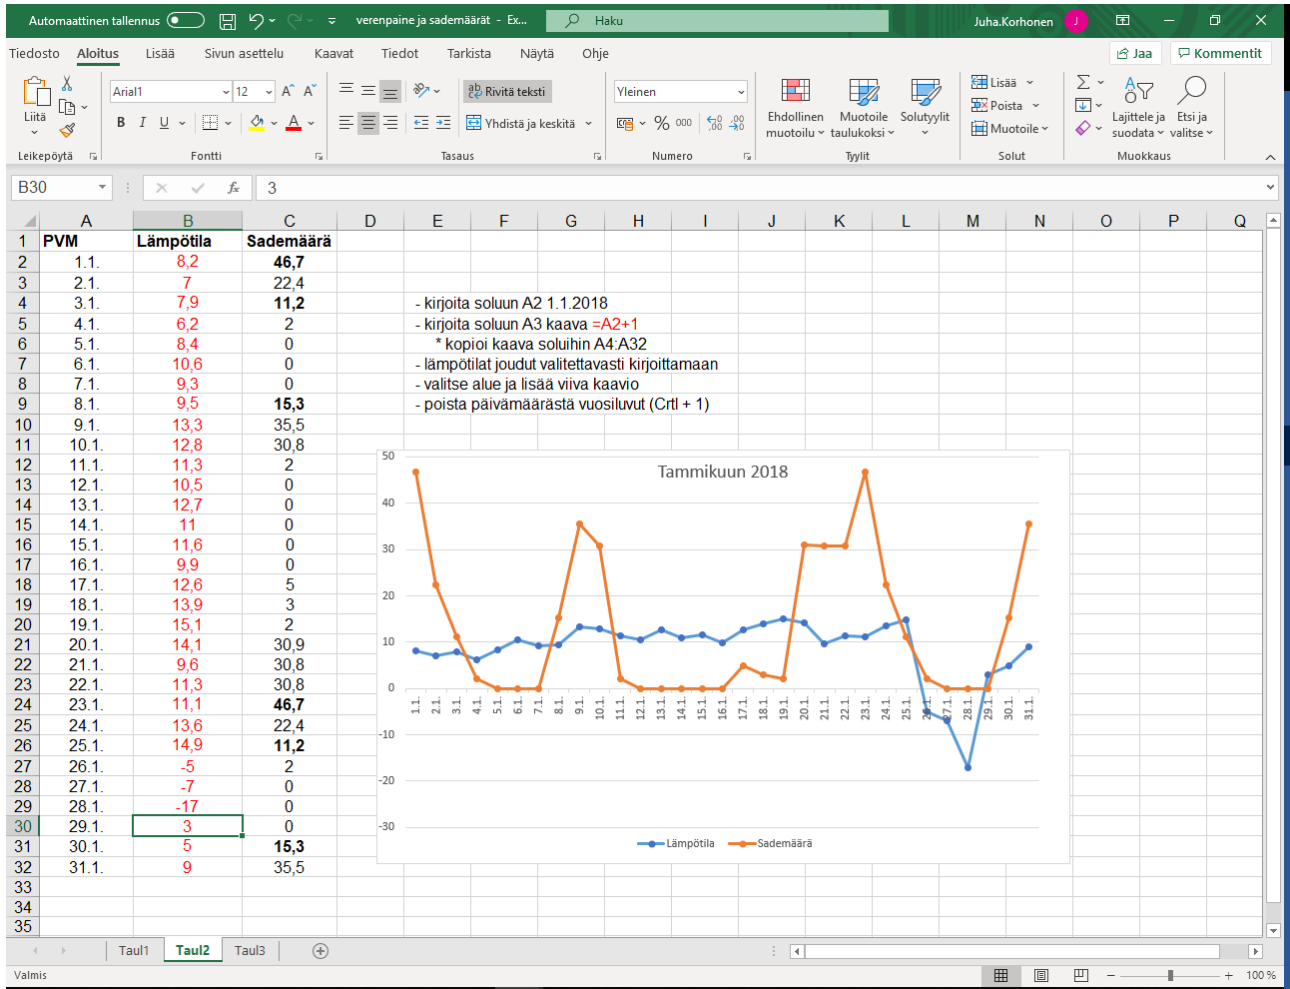 Automaattinen tallennus
verenpaine ja sademäärät - Ex...
Haku
Juha.Korhonen
J
Tiedosto Aloitus Lisää Sivun asettelu Kaavat Tiedot Tarkista Näytä Ohje
Jaa Kommentit
Liitä
Arial1 12 A^ Aˇ
B I U A A
Rivitä teksti
Yhdistä ja keskitä
Yleinen
% 000
Ehdollinen muotoilu
Muotoile taulukoksi
Solutyylit
Lisää
Poista
Muotoile
Lajittele ja suodata
Etsi ja valitse
Leikepöytä Fontti Tasaus Numero Tyylit Solut Muokkaus
B30 fx 3
A B C D E F G H I J K L M N O P Q
1 PVM Lämpötila Sademäärä
2 1.1. 8,2 46,7
3 2.1. 7 22,4
4 3.1. 7,9 11,2 - kirjoita soluun A2 1.1.2018
5 4.1. 6,2 2 - kirjoita soluun A3 kaava =A2+1
6 5.1. 8,4 0 * kopioi kaava soluihin A4:A32
7 6.1. 10,6 0 - lämpötilat joudut valitettavasti kirjoittamaan
8 7.1. 9,3 0 - valitse alue ja lisää viiva kaavio
9 8.1. 9,5 15,3 - poista päivämäärästä vuosiluvut (Crtl + 1)
10 9.1. 13,3 35,5
11 10.1. 12,8 30,8
12 11.1. 11,3 2
13 12.1. 10,5 0
14 13.1. 12,7 0
15 14.1. 11 0
16 15.1. 11,6 0
17 16.1. 9,9 0
18 17.1. 12,6 5
19 18.1. 13,9 3
20 19.1. 15,1 2
21 20.1. 14,1 30,9
22 21.1. 9,6 30,8
23 22.1. 11,3 30,8
24 23.1. 11,1 46,7
25 24.1. 13,6 22,4
26 25.1. 14,9 11,2
27 26.1. -5 2
28 27.1. -7 0
29 28.1. -17 0
30 29.1. 3 0
31 30.1. 5 15,3
32 31.1. 9 35,5
33
34
35
Tammikuun 2018
50
40
30
20
10
0
-10
-20
-30
1.1. 2.1. 3.1. 4.1. 5.1. 6.1. 7.1. 8.1. 9.1. 10.1. 11.1. 12.1. 13.1. 14.1. 15.1. 16.1. 17.1. 18.1. 19.1. 20.1. 21.1. 22.1. 23.1. 24.1. 25.1. 26.1. 27.1. 28.1. 29.1. 30.1. 31.1.
Lämpötila Sademäärä
Taul1 Taul2 Taul3
Valmis
100 %